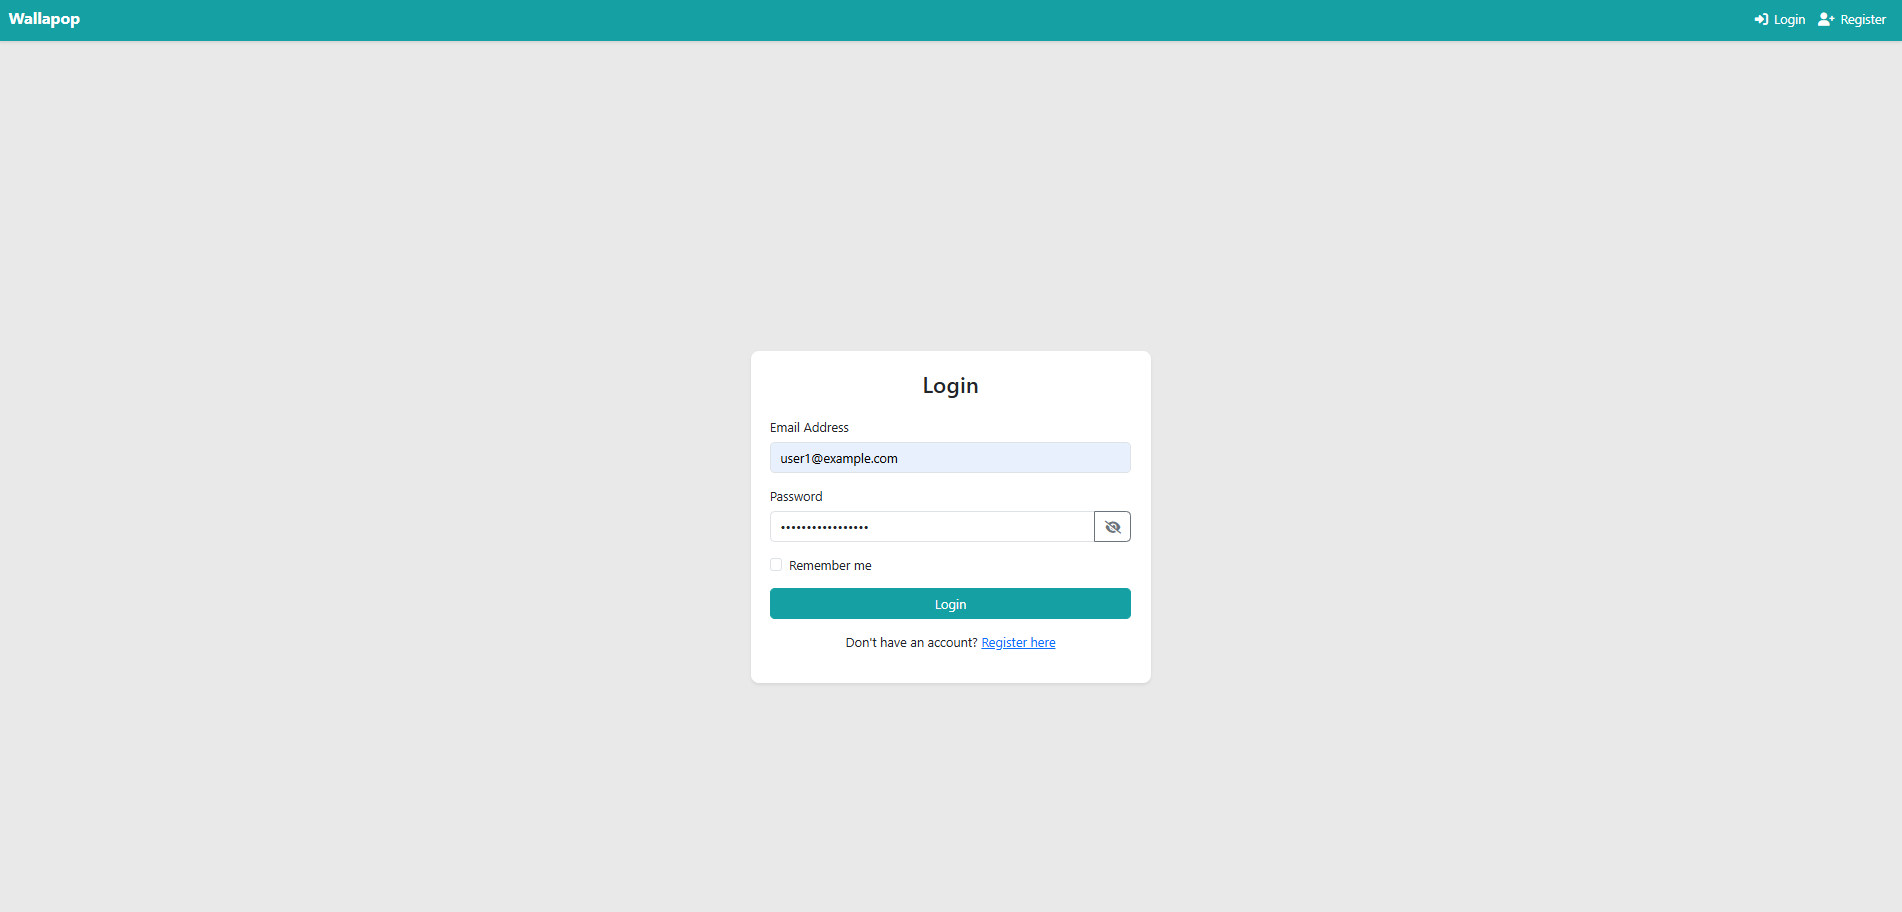 Wallapop
Login
Register
Login
Email Address
user1@example.com
Password
•••••••••••••••••
Remember me
Login
Don't have an account? Register here